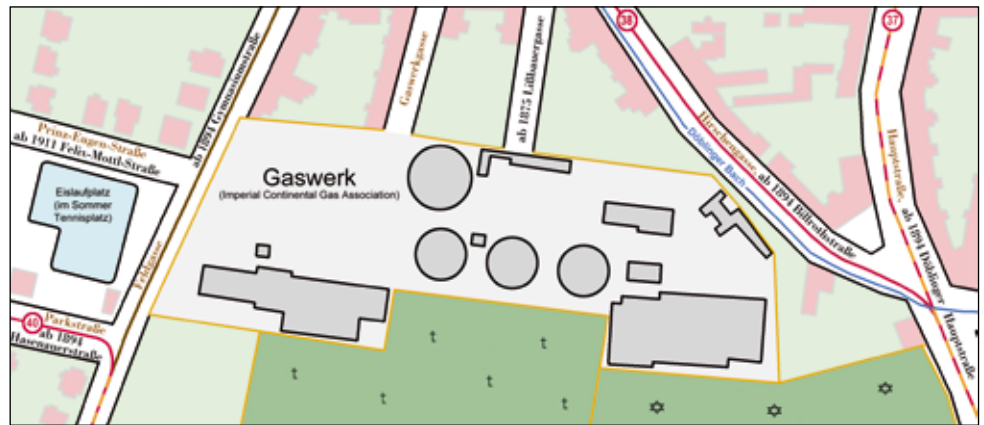 38
37
Gaswerkgasse
ab 1875 Lißbauergasse
ab 1894 Gymnasiumstraße
Prinz-Eugen-Straße
ab 1911 Felix-Mottl-Straße
Hirschengasse, ab 1894 Billrothstraße
Döblinger Bach
Hauptstraße, ab 1894 Döblinger Hauptstraße
Gaswerk
(Imperial Continental Gas Association)
Eislaufplatz
(im Sommer
Tennisplatz)
Feldgasse
40
Parkstraße
ab 1894
Hasenauerstraße
t
t
t
t
t
t